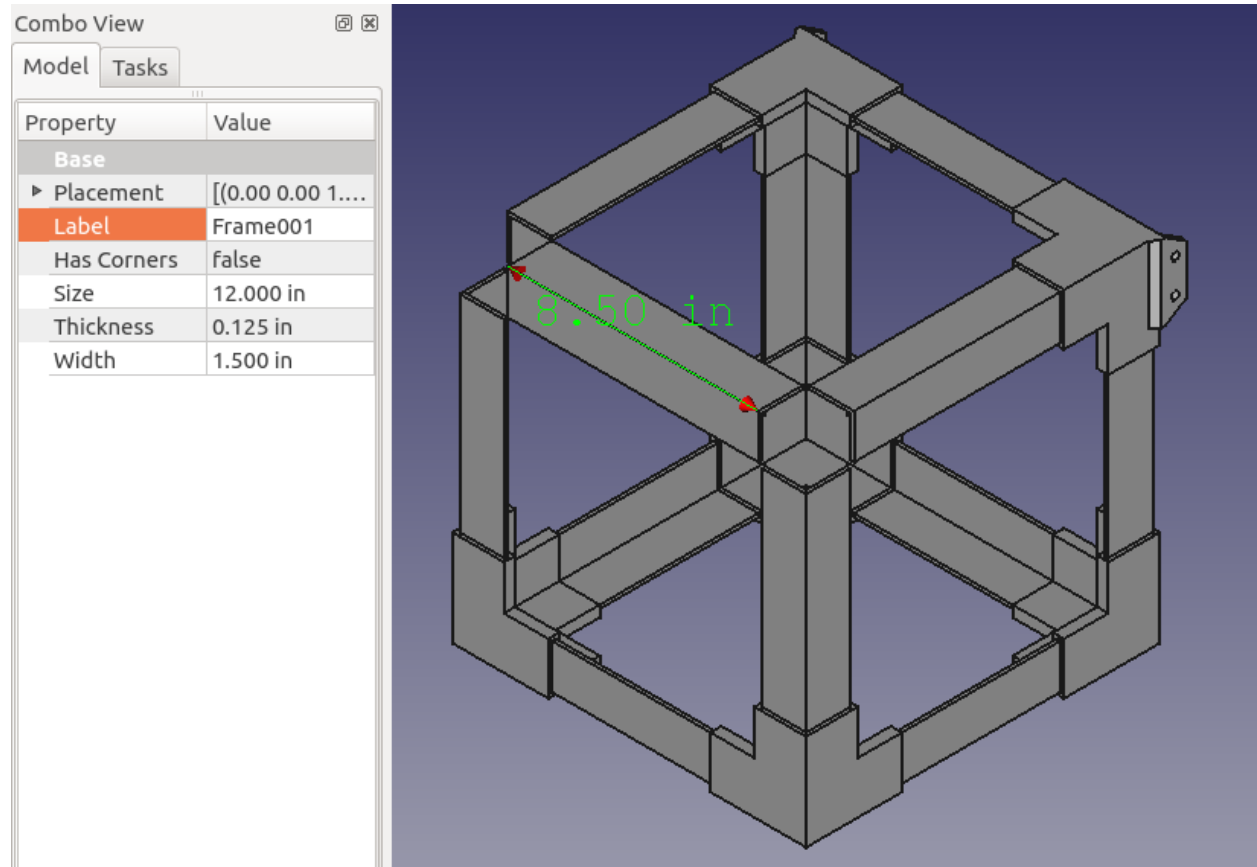 Combo View
Model Tasks
Property Value
Base
Placement [(0.00 0.00 1....
Label Frame001
Has Corners false
Size 12.000 in
Thickness 0.125 in
Width 1.500 in
8.50 in